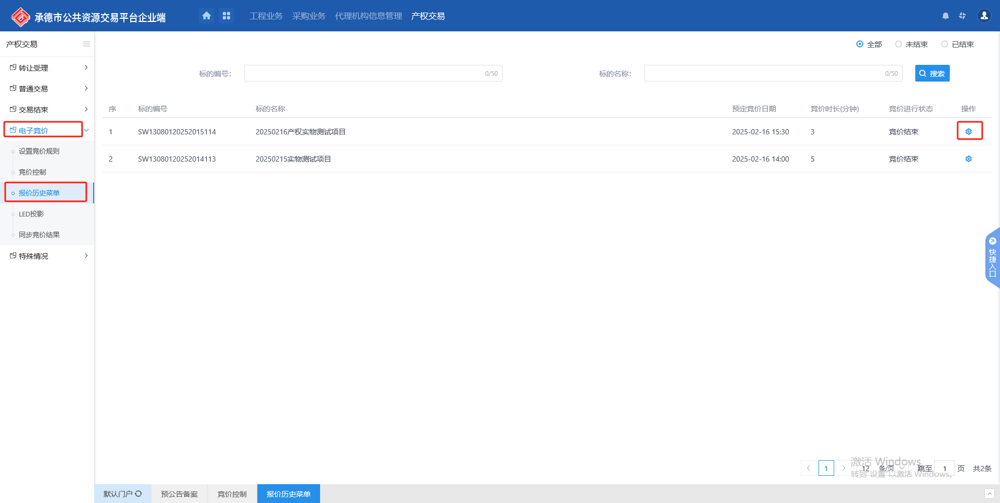 承德市公共资源交易平台企业端
工程业务 采购业务 代理机构信息管理 产权交易
产权交易
转让受理
普通交易
交易结束
电子竞价
设置竞价规则
竞价控制
报价历史菜单
LED投影
同步竞价结果
特殊情况
全部 未结束 已结束
标的编号： 0/50 标的名称： 0/50 搜索
序 标的编号 标的名称 预定竞价日期 竞价时长(分钟) 竞价进行状态 操作
1 SW13080120252015114 20250216产权实物测试项目 2025-02-16 15:30 3 竞价结束
2 SW13080120252014113 20250215实物测试项目 2025-02-16 14:00 5 竞价结束
快捷入口
1 12 条/页 跳至 1 页 共2条
激活 Windows
转到"设置"以激活 Windows。
默认门户 预公告备案 竞价控制 报价历史菜单